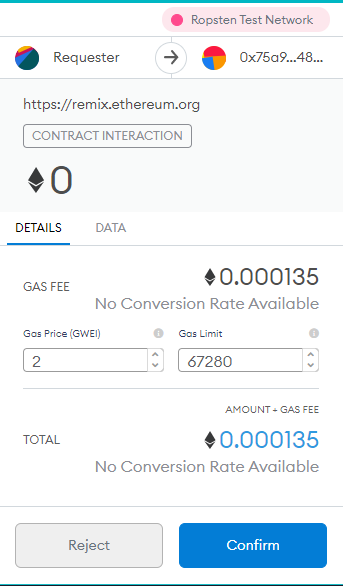 Ropsten Test Network
Requester
0x75a9...48...
https://remix.ethereum.org
CONTRACT INTERACTION
0
DETAILS DATA
GAS FEE
0.000135
No Conversion Rate Available
Gas Price (GWEI) Gas Limit
2 67280
AMOUNT + GAS FEE
TOTAL
0.000135
No Conversion Rate Available
Reject Confirm